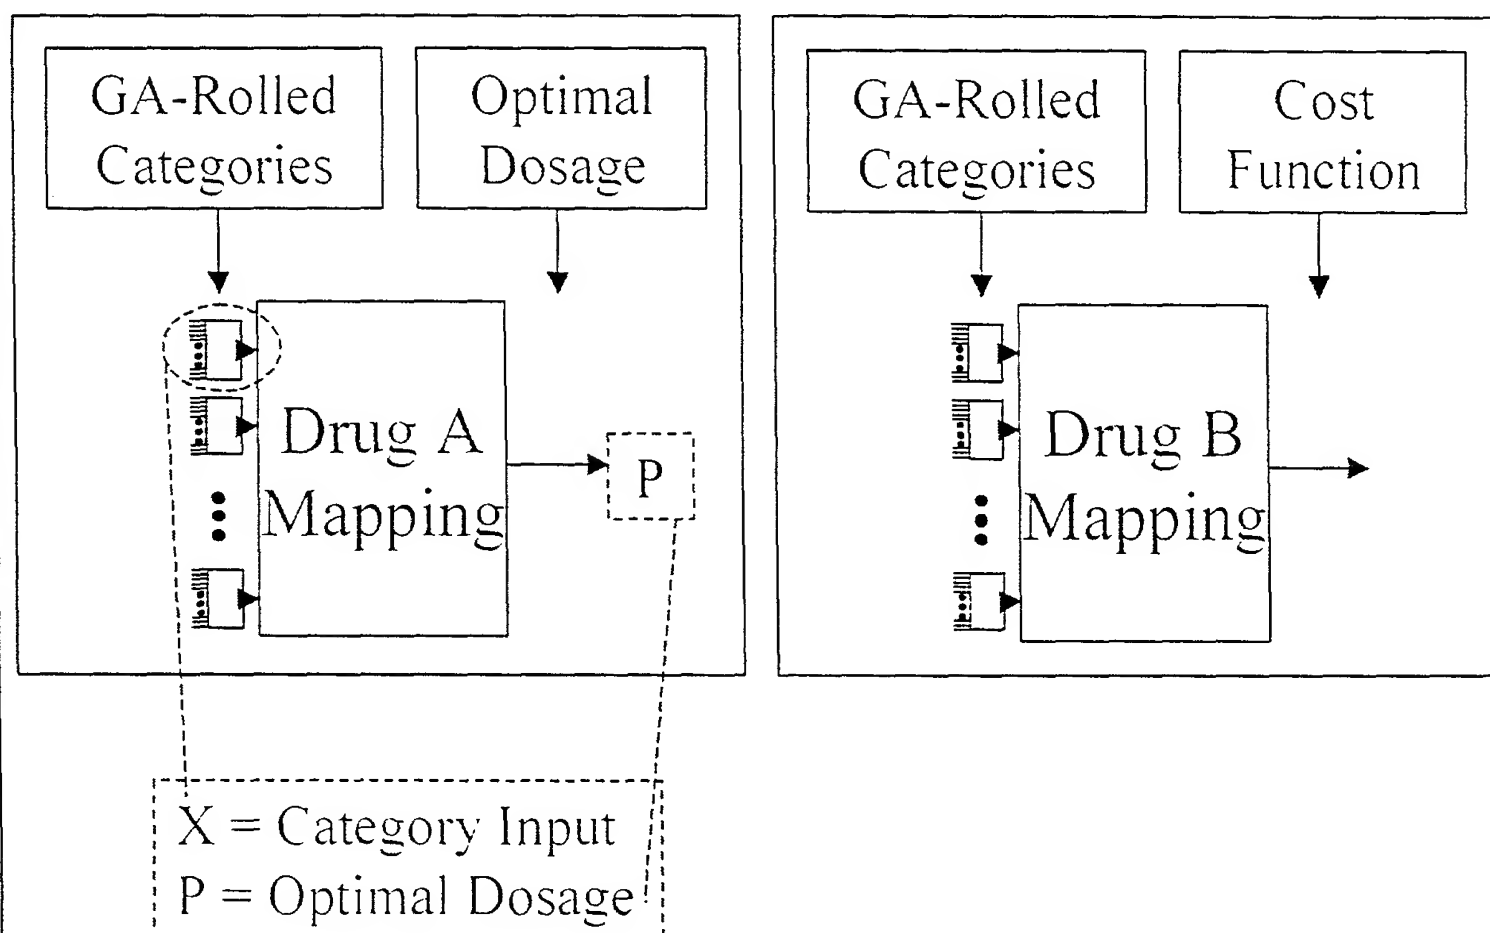 GA-Rolled
Categories
Optimal
Dosage
Drug A
Mapping
P
GA-Rolled
Categories
Cost
Function
Drug B
Mapping
X = Category Input
P = Optimal Dosage